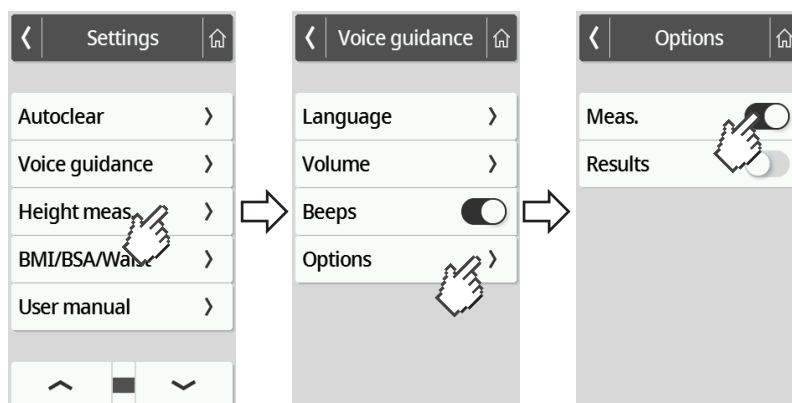 Settings
Autoclear
Voice guidance
Height meas.
BMI/BSA/Waist
User manual
Voice guidance
Language
Volume
Beeps
Options
Options
Meas.
Results